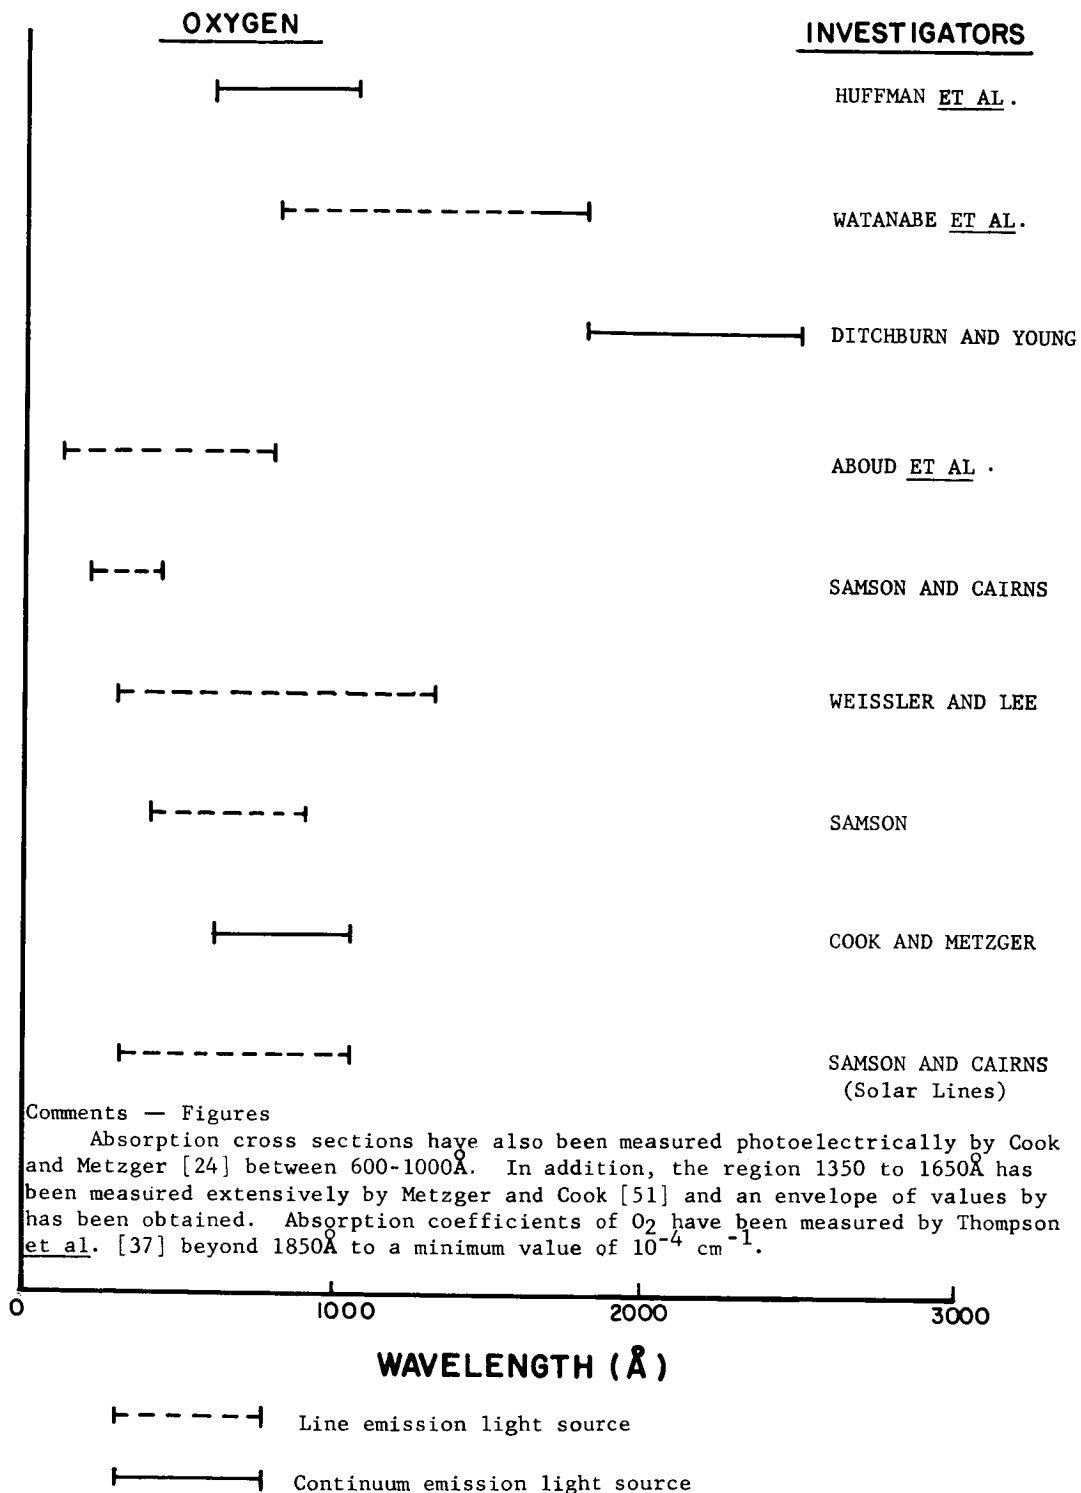 OXYGEN
INVESTIGATORS
HUFFMAN ET AL.
WATANABE ET AL.
DITCHBURN AND YOUNG
ABOUD ET AL.
SAMSON AND CAIRNS
WEISSLER AND LEE
SAMSON
COOK AND METZGER
SAMSON AND CAIRNS
(Solar Lines)
Comments — Figures
Absorption cross sections have also been measured photoelectrically by Cook
and Metzger [24] between 600-1000Å. In addition, the region 1350 to 1650Å has
been measured extensively by Metzger and Cook [51] and an envelope of values by
has been obtained. Absorption coefficients of O₂ have been measured by Thompson
et al. [37] beyond 1850Å to a minimum value of 10⁻⁴ cm⁻¹.
0 1000 2000 3000
WAVELENGTH (Å)
Line emission light source
Continuum emission light source